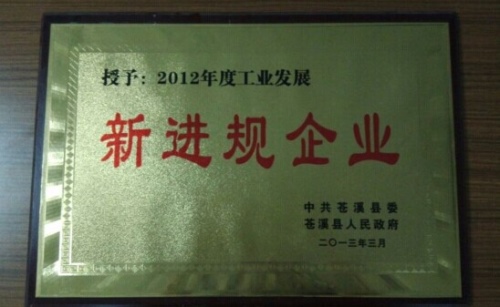 授予：2012年度工业发展
新进规企业
中共苍溪县委
苍溪县人民政府
二〇一三年三月